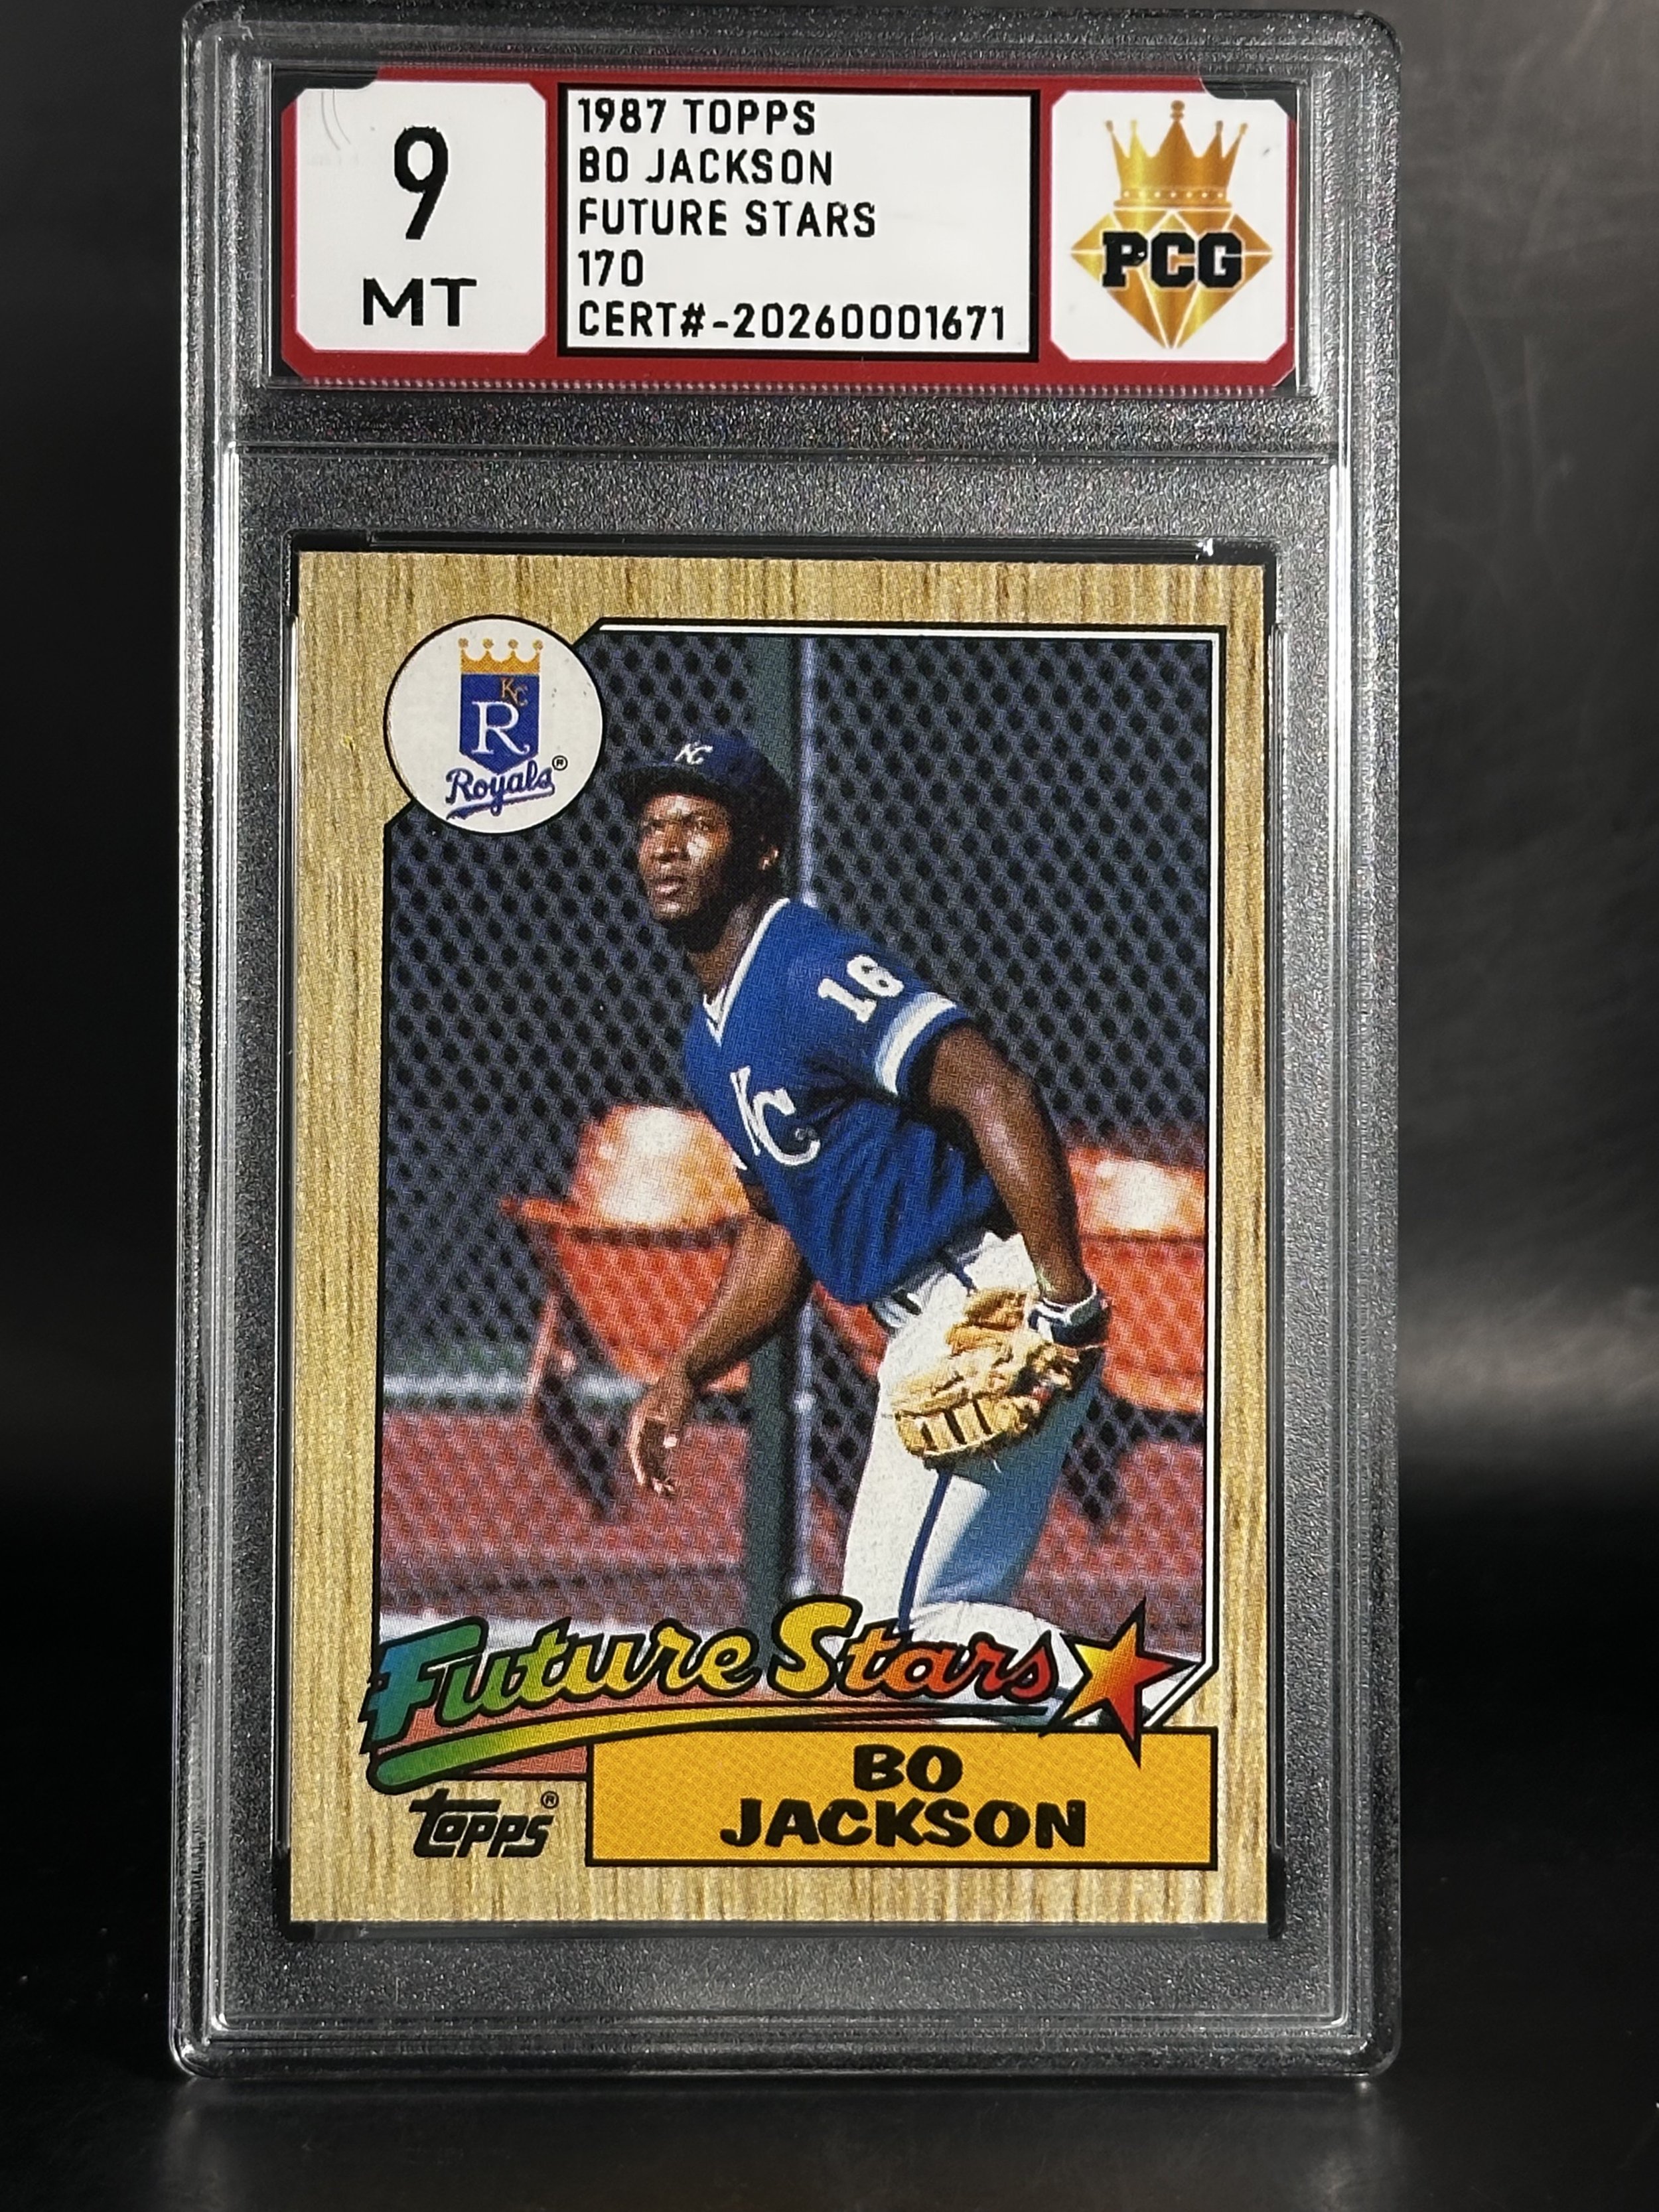 9
MT
1987 TOPPS
BO JACKSON
FUTURE STARS
170
CERT#-20260001671
PCG
KC
R
Royals®
KC
16
KC
Future Stars
topps®
BO
JACKSON